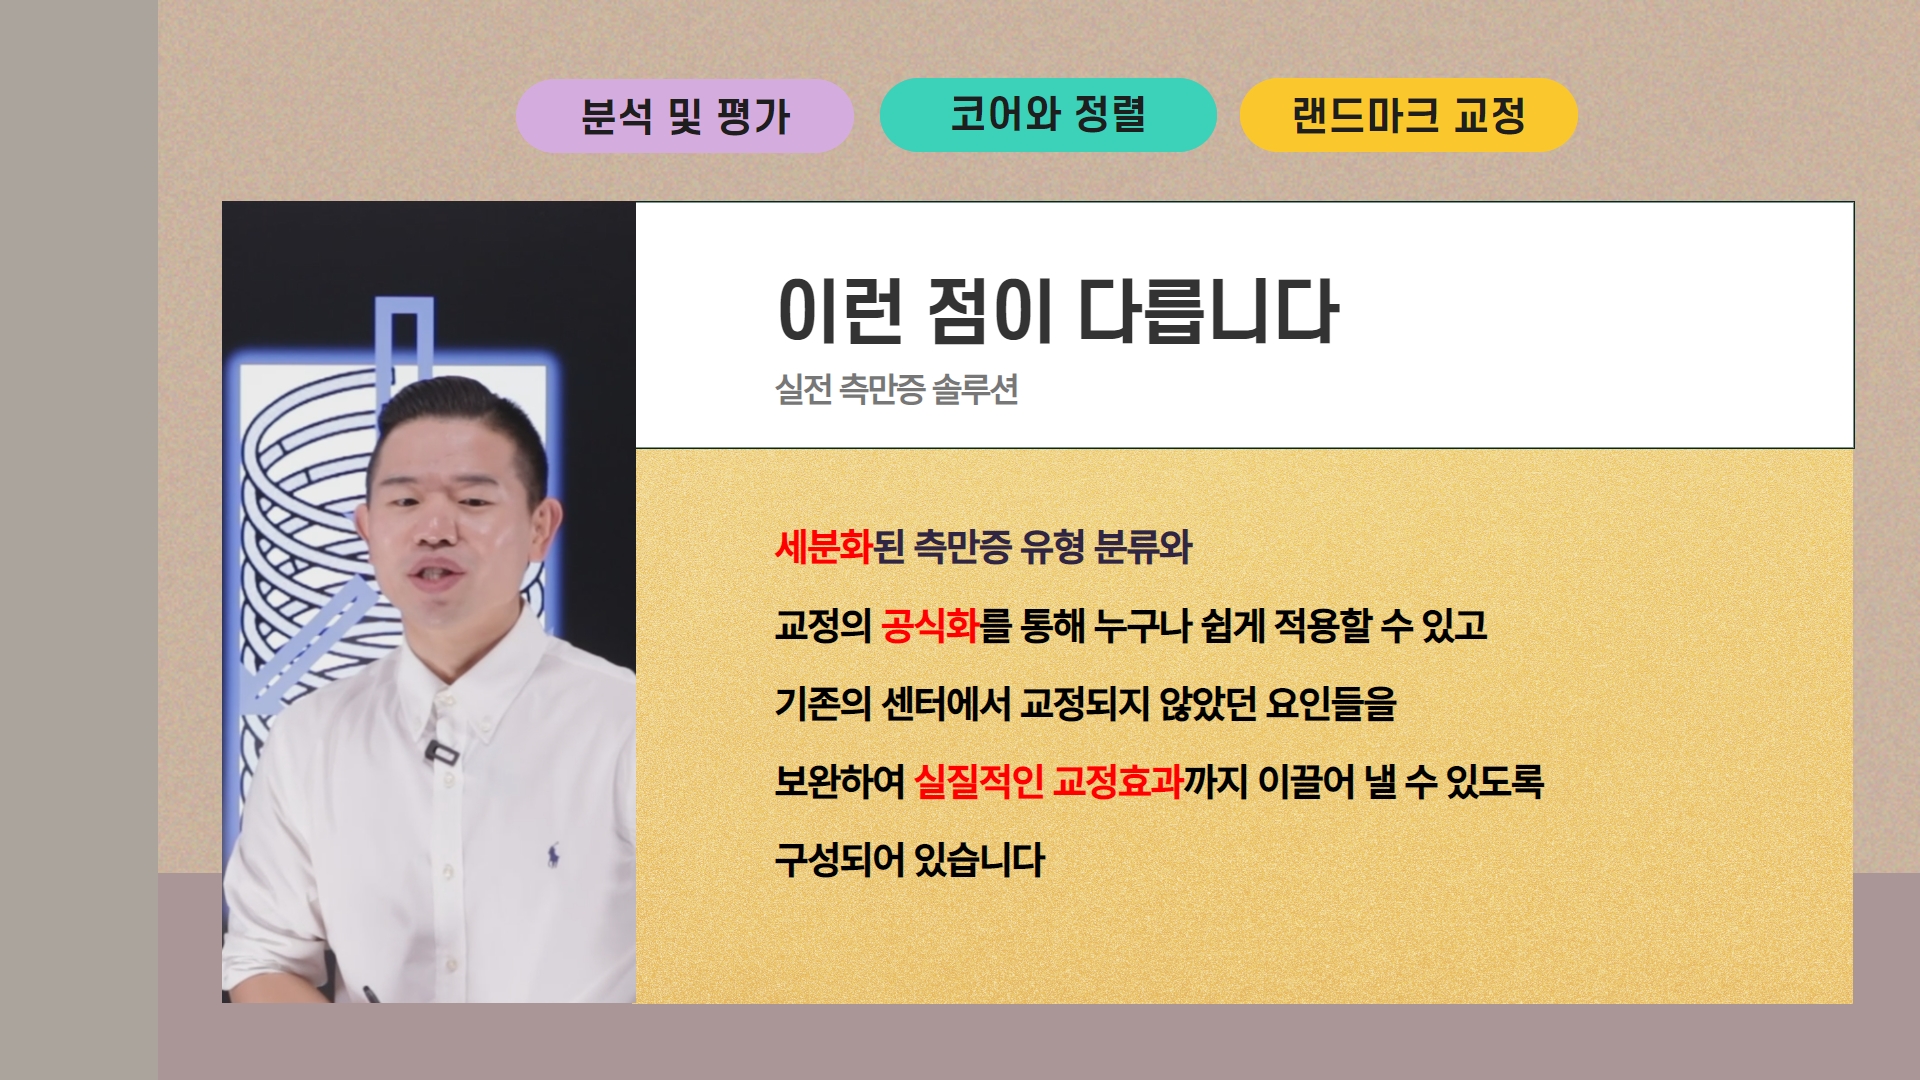 분석 및 평가
코어와 정렬
랜드마크 교정
이런 점이 다릅니다
실전 측만증 솔루션
세분화된 측만증 유형 분류와
교정의 공식화를 통해 누구나 쉽게 적용할 수 있고
기존의 센터에서 교정되지 않았던 요인들을
보완하여 실질적인 교정효과까지 이끌어 낼 수 있도록
구성되어 있습니다